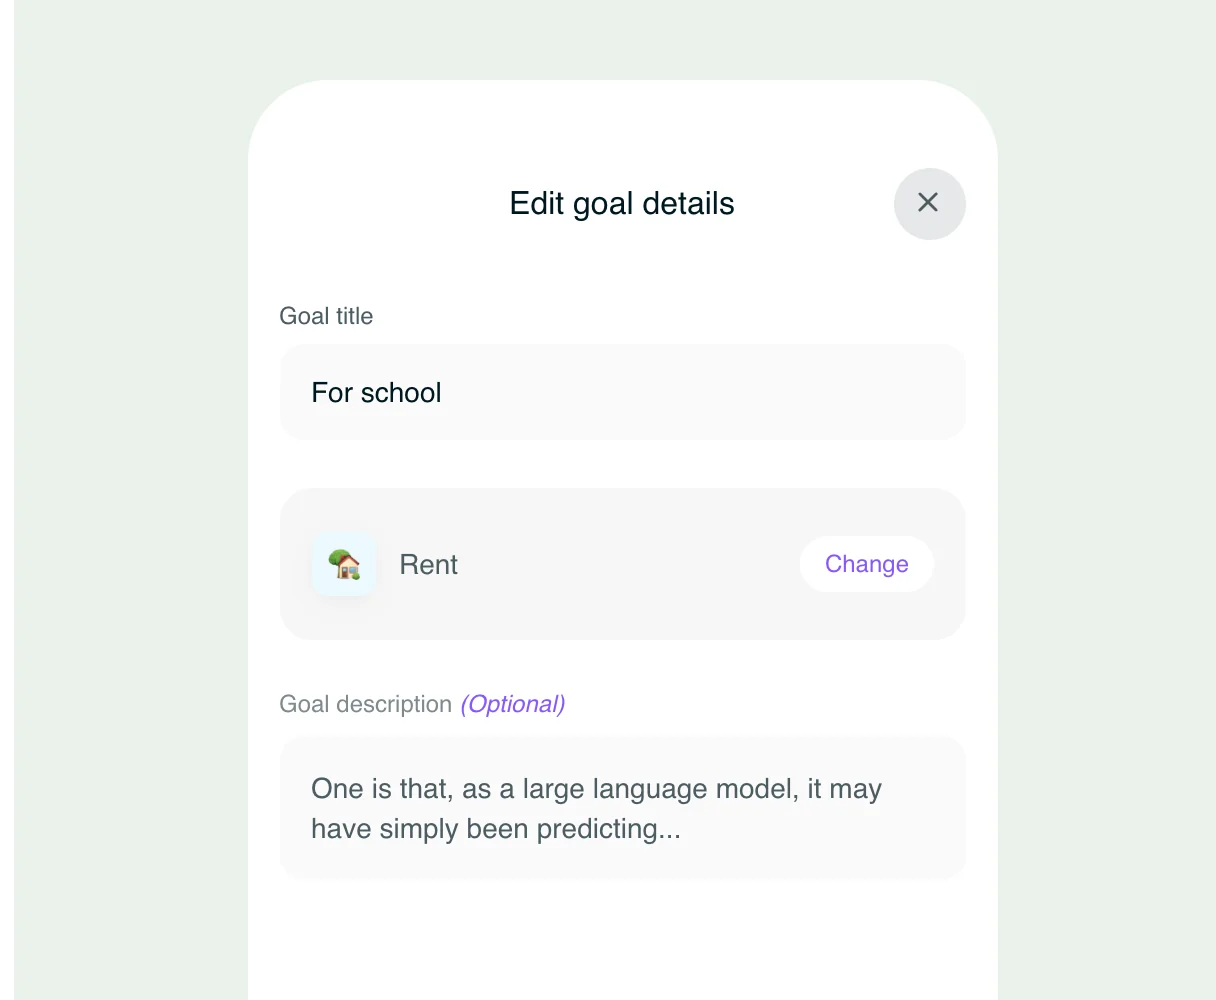 Edit goal details
Goal title
For school
Rent
Change
Goal description (Optional)
One is that, as a large language model, it may
have simply been predicting...